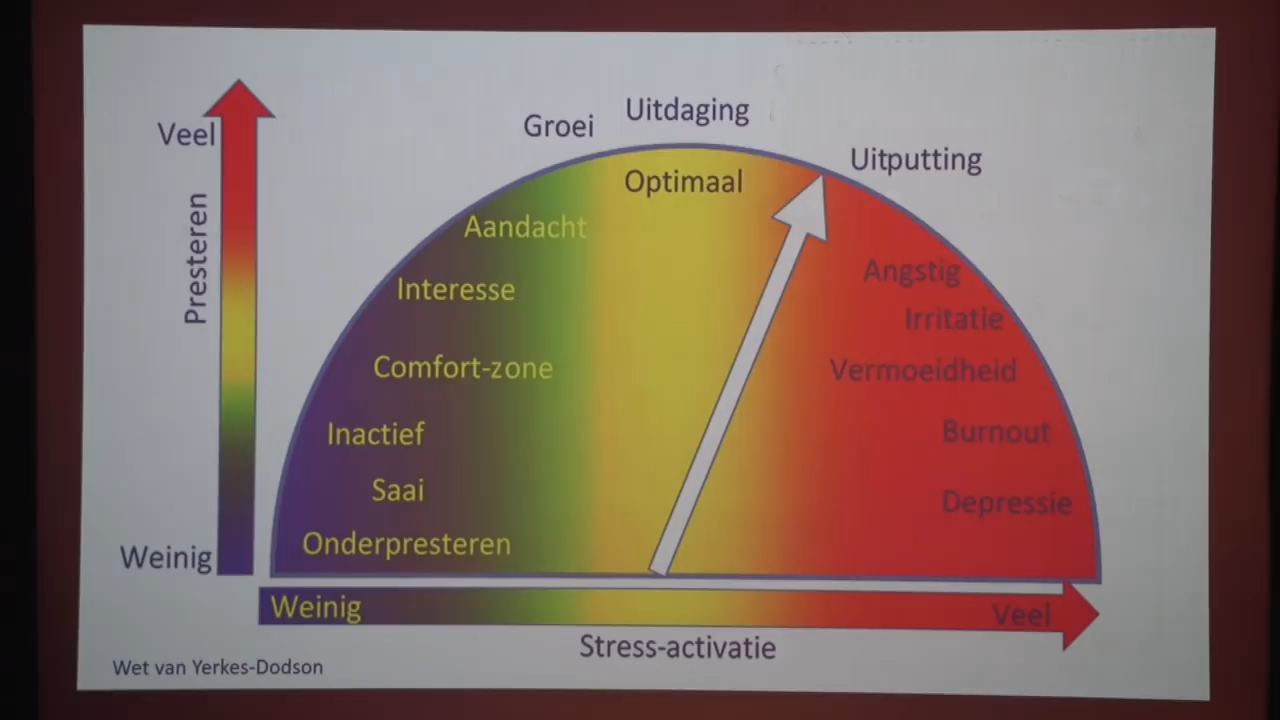 Uitdaging
Groei
Veel
Uitputting
Optimaal
Aandacht
Presteren
Angstig
Interesse
Irritatie
Comfort-zone
Vermoeidheid
Inactief
Burnout
Saai
Depressie
Onderpresteren
Weinig
Weinig
Veel
Stress-activatie
Wet van Yerkes-Dodson